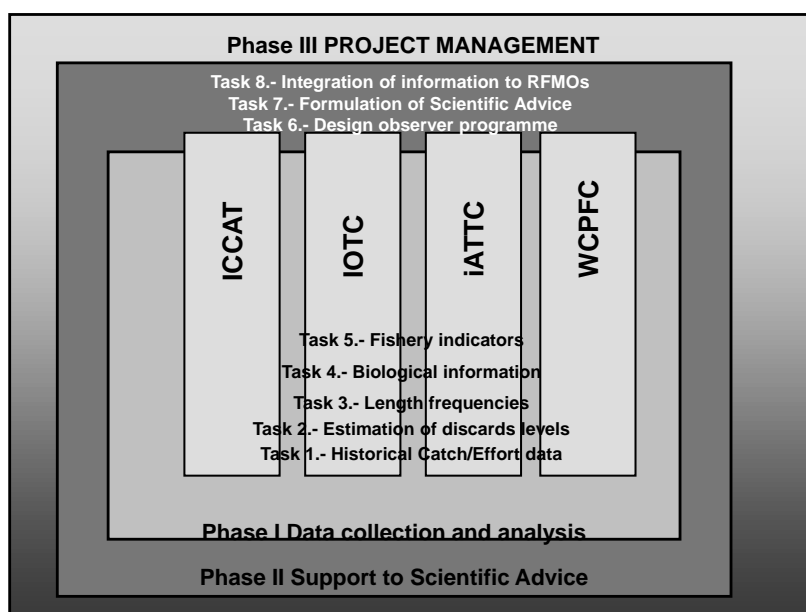 Phase III PROJECT MANAGEMENT
Task 8.- Integration of information to RFMOs
Task 7.- Formulation of Scientific Advice
Task 6.- Design observer programme
ICCAT
IOTC
iATTC
WCPFC
Task 5.- Fishery indicators
Task 4.- Biological information
Task 3.- Length frequencies
Task 2.- Estimation of discards levels
Task 1.- Historical Catch/Effort data
Phase I Data collection and analysis
Phase II Support to Scientific Advice